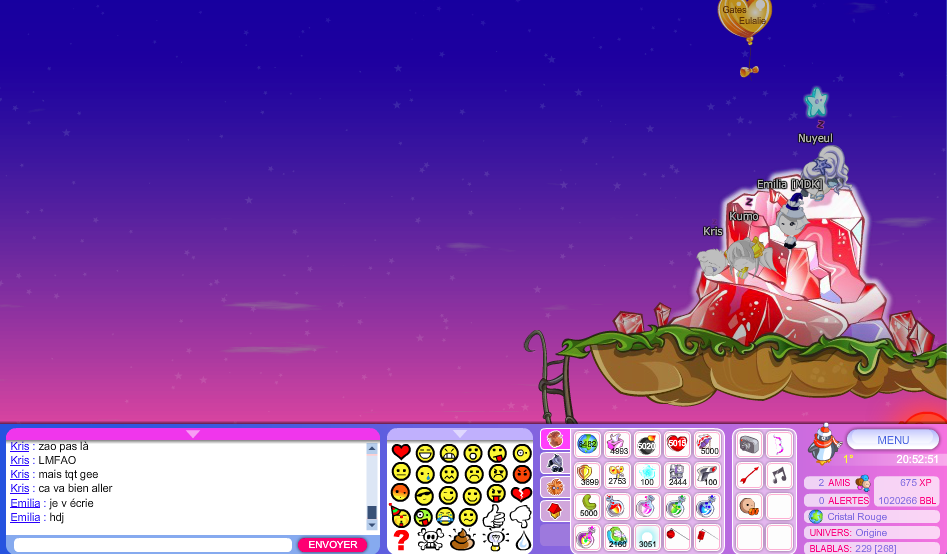 Gates
Eulalie
z
Nuyeul
Emilia [MDK]
z
Kumo
Kris
Kris : zao pas là
Kris : LMFAO
Kris : mais tqt gee
Kris : ca va bien aller
Emilia : je v écrie
Emilia : hdj
ENVOYER
6482 4993 5020 5015 5000
3899 2753 100 2444 100
5000
2160 3051
MENU
1° 20:52:51
2 AMIS 675 XP
0 ALERTES 1020266 BBL
Cristal Rouge
UNIVERS: Origine
BLABLAS: 229 [268]